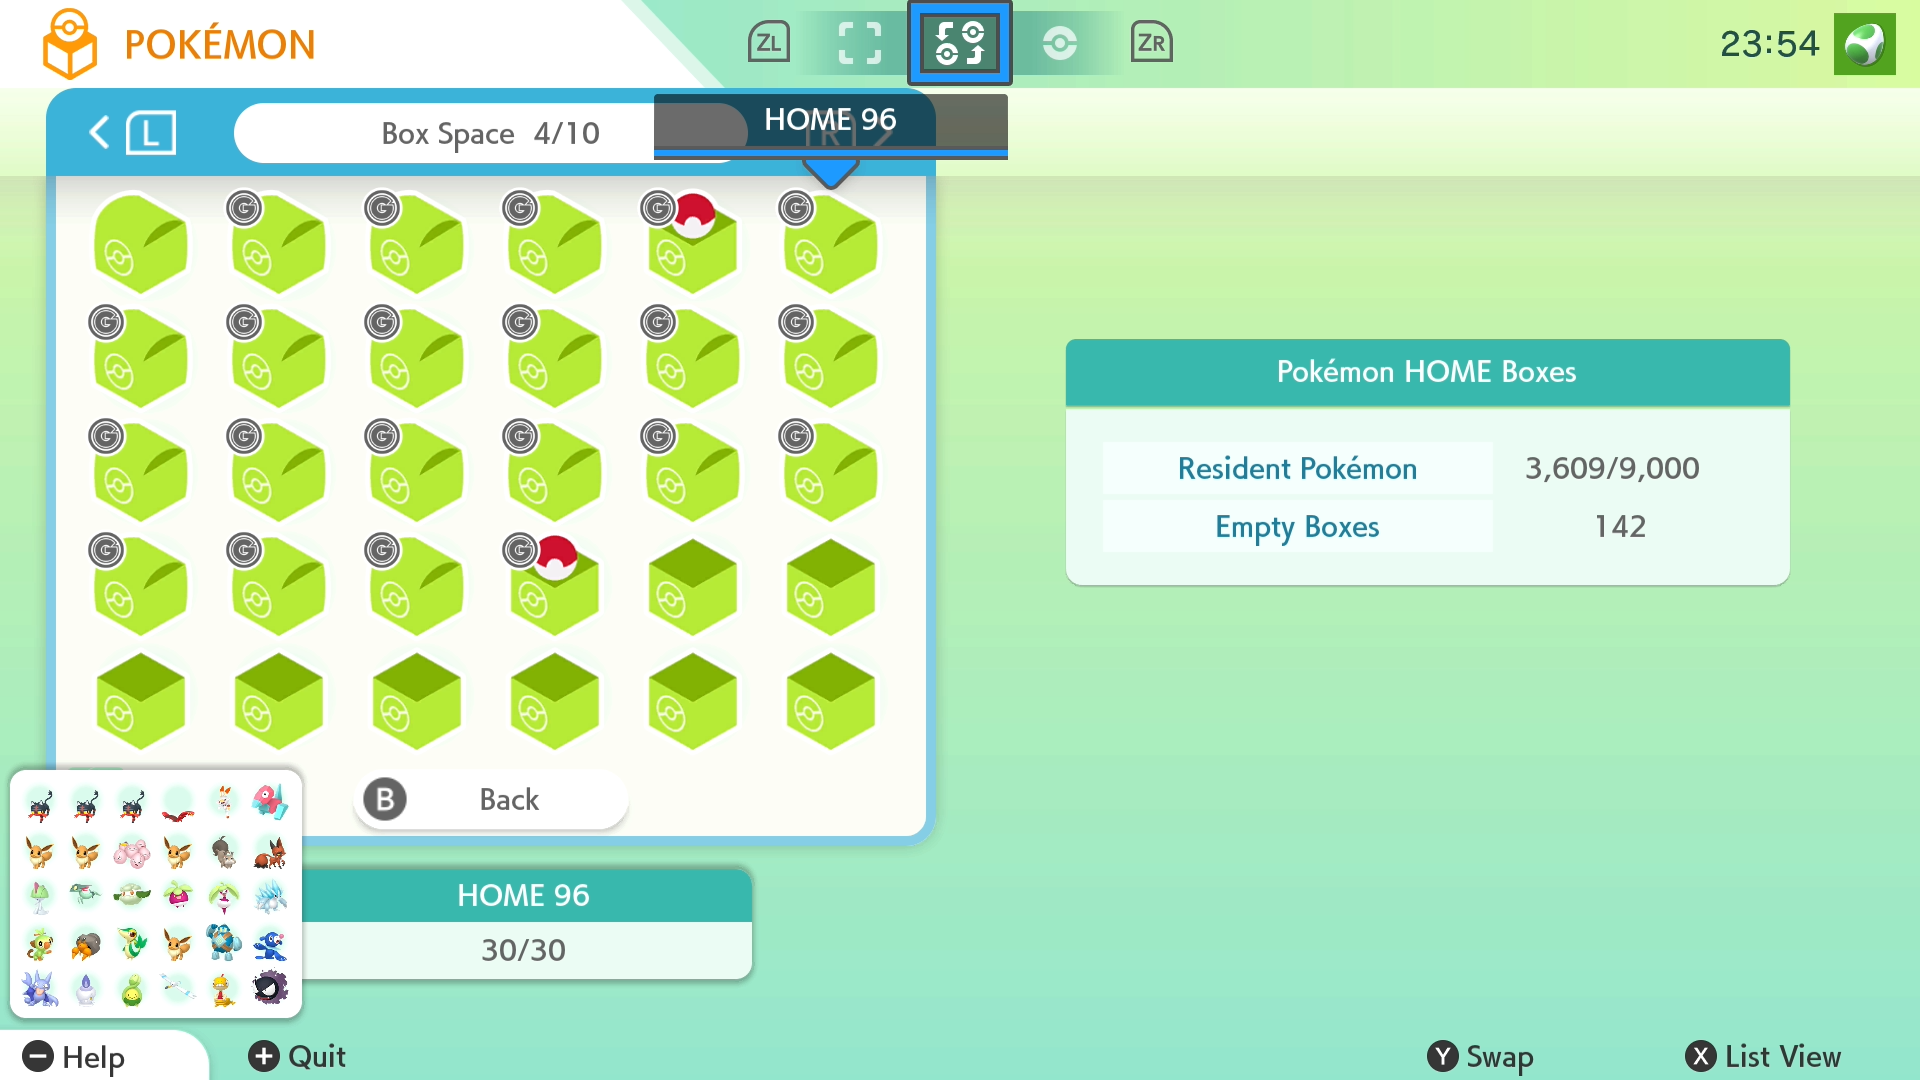 POKÉMON
ZL
ZR
23:54
L
Box Space 4/10
HOME 96
R
Pokémon HOME Boxes
Resident Pokémon 3,609/9,000
Empty Boxes 142
B Back
HOME 96
30/30
Help
Quit
Y Swap
X List View